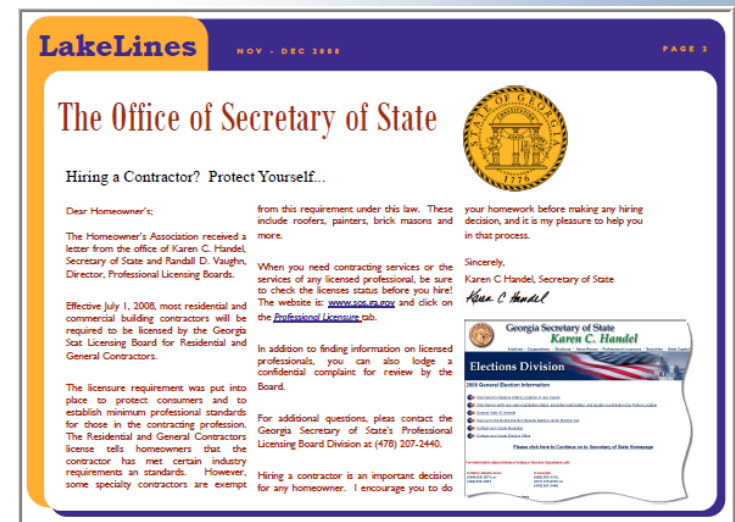 LakeLines
NOV - DEC 2008
PAGE 2
The Office of Secretary of State
STATE OF GEORGIA
CONSTITUTION
1776
Hiring a Contractor?  Protect Yourself...
Dear Homeowner's;
The Homeowner's Association received a
letter from the office of Karen C. Handel,
Secretary of State and Randall D. Vaughn,
Director, Professional Licensing Boards.
Effective July 1, 2008, most residential and
commercial building contractors will be
required to be licensed by the Georgia
Stat Licensing Board for Residential and
General Contractors.
The licensure requirement was put into
place to protect consumers and to
establish minimum professional standards
for those in the contracting profession.
The Residential and General Contractors
license tells homeowners that the
contractor has met certain industry
requirements an standards. However,
some specialty contractors are exempt
from this requirement under this law. These
include roofers, painters, brick masons and
more.
When you need contracting services or the
services of any licensed professional, be sure
to check the licenses status before you hire!
The website is: www.sos.ga.gov and click on
the Professional Licensure tab.
In addition to finding information on licensed
professionals, you can also lodge a
confidential complaint for review by the
Board.
For additional questions, pleas contact the
Georgia Secretary of State's Professional
Licensing Board Division at (478) 207-2440.
Hiring a contractor is an important decision
for any homeowner. I encourage you to do
your homework before making any hiring
decision, and it is my pleasure to help you
in that process.
Sincerely,
Karen C Handel, Secretary of State
Karen C Handel
Georgia Secretary of State
Karen C. Handel
Elections Division
2008 General Election Information
Please click here to Continue on to Secretary of State Homepage